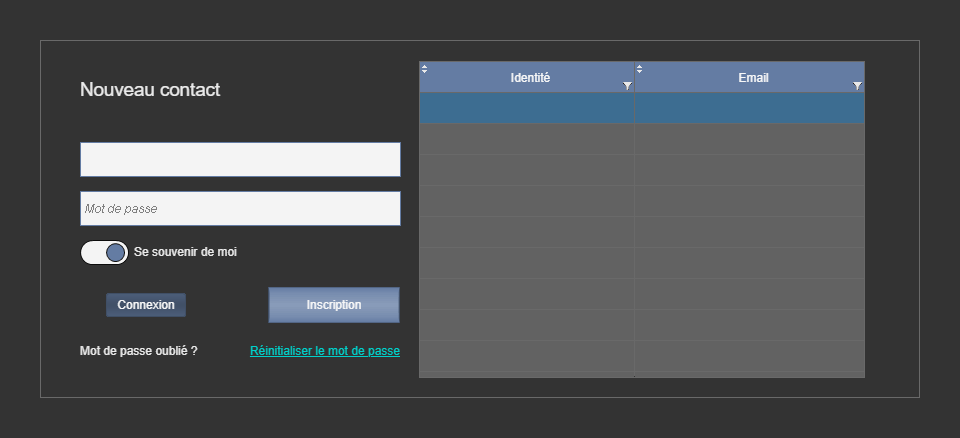 Nouveau contact
Identité
Email
Mot de passe
Se souvenir de moi
Connexion
Inscription
Mot de passe oublié ?
Réinitialiser le mot de passe